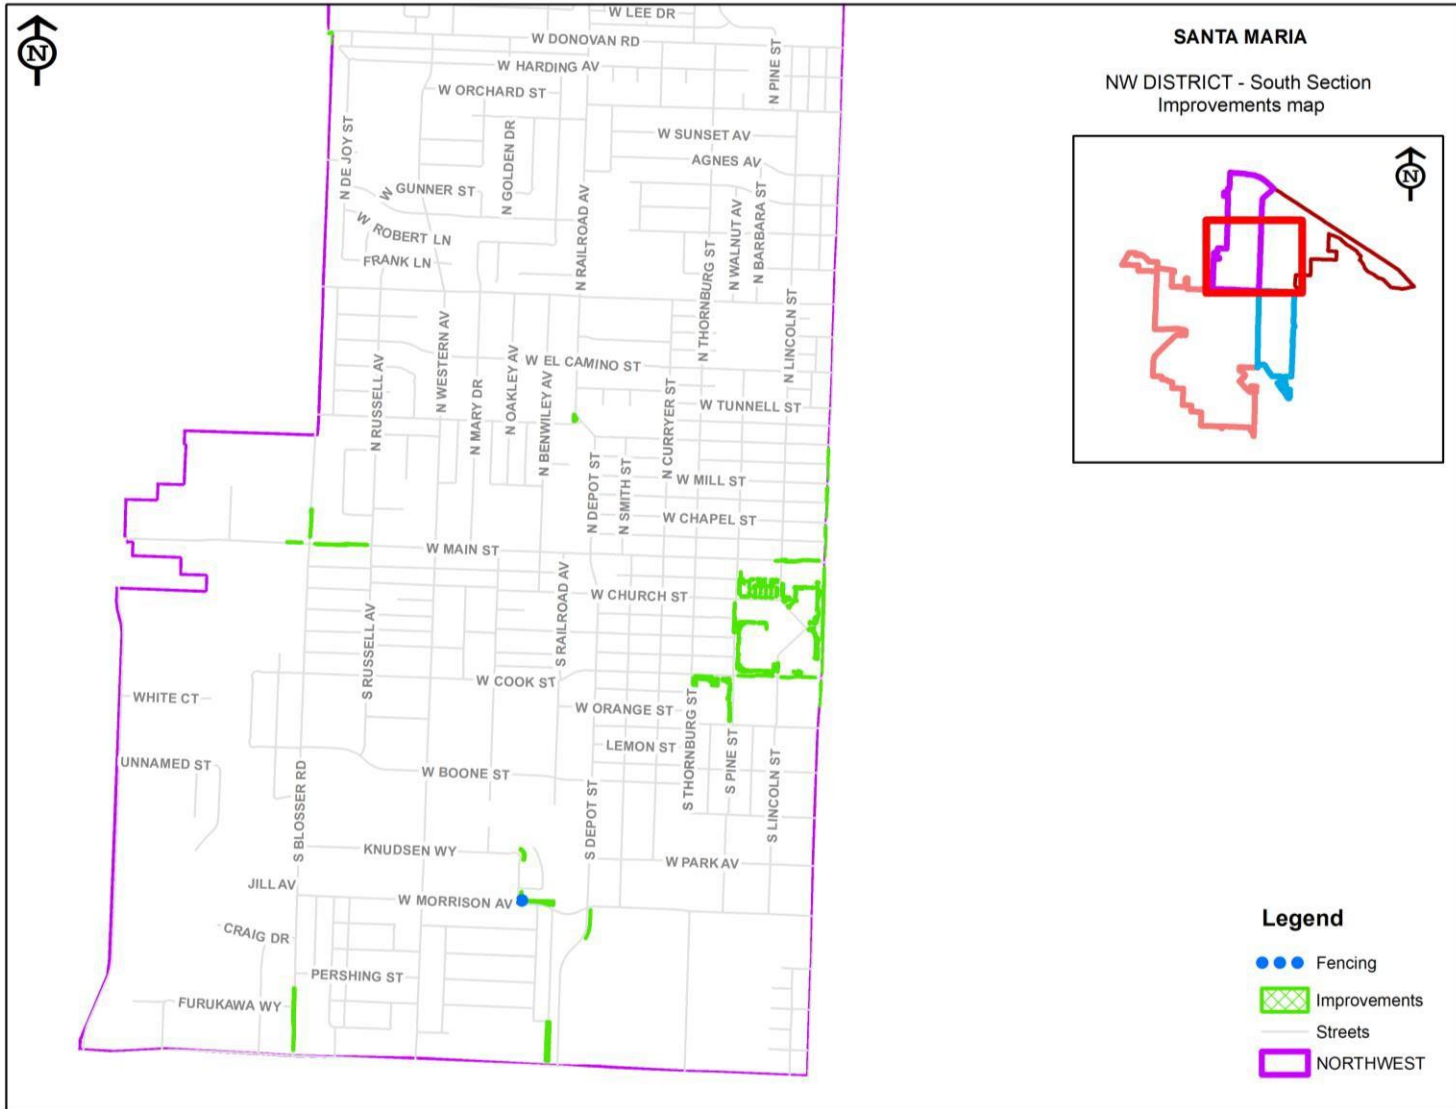 N
W LEE DR
W DONOVAN RD
W HARDING AV
N PINE ST
W ORCHARD ST
N DE JOY ST
N GOLDEN DR
W SUNSET AV
AGNES AV
W GUNNER ST
N RAILROAD AV
N WALNUT AV
N BARBARA ST
W ROBERT LN
FRANK LN
N THORNBURG ST
N LINCOLN ST
N WESTERN AV
N RUSSELL AV
W EL CAMINO ST
N OAKLEY AV
N MARY DR
N BENWILEY AV
N CURRYER ST
W TUNNELL ST
N DEPOT ST
N SMITH ST
W MILL ST
W CHAPEL ST
W MAIN ST
S RAILROAD AV
W CHURCH ST
S RUSSELL AV
W COOK ST
WHITE CT
W ORANGE ST
S THORNBURG ST
LEMON ST
S PINE ST
S LINCOLN ST
UNNAMED ST
W BOONE ST
S BLOSSER RD
S DEPOT ST
KNUDSEN WY
W PARK AV
JILL AV
W MORRISON AV
CRAIG DR
PERSHING ST
FURUKAWA WY
SANTA MARIA
NW DISTRICT - South Section
Improvements map
N
Legend
Fencing
Improvements
Streets
NORTHWEST